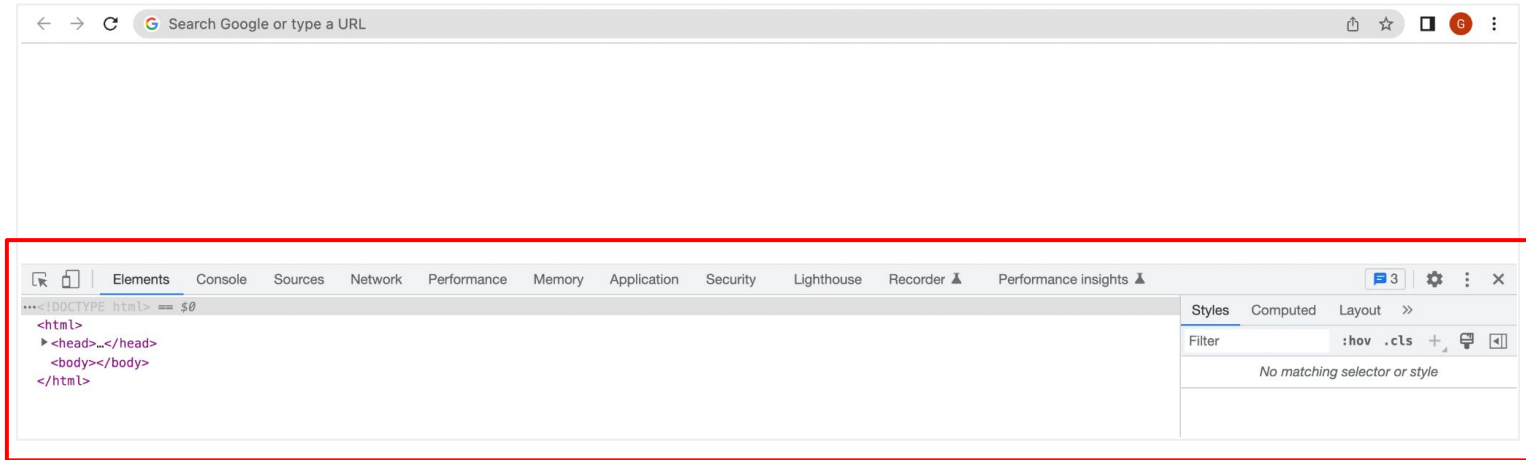 Search Google or type a URL G
Elements Console Sources Network Performance Memory Application Security Lighthouse Recorder Performance insights 3
…<!DOCTYPE html> == $0
<html>
<head>…</head>
<body></body>
</html>
Styles Computed Layout »
Filter :hov .cls +
No matching selector or style